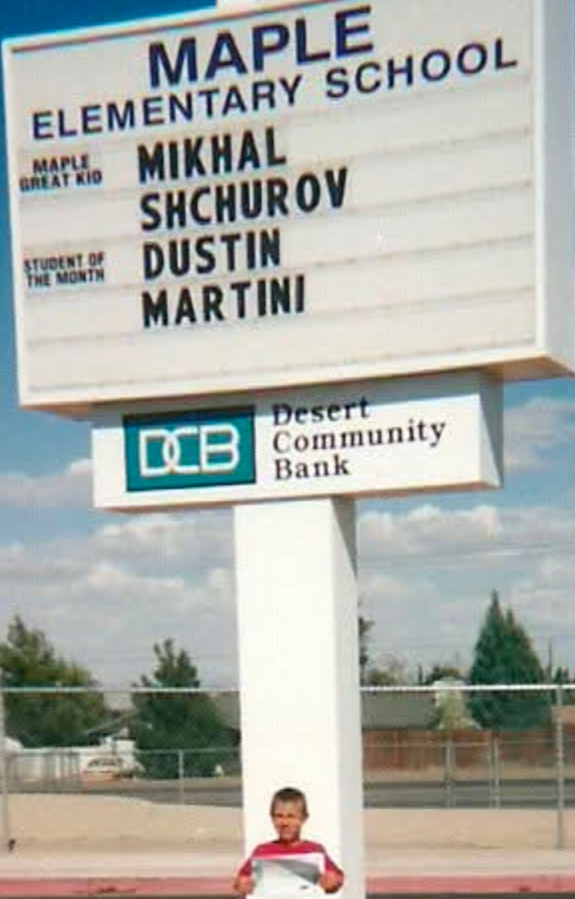 MAPLE
ELEMENTARY SCHOOL
MAPLE
GREAT KID
MIKHAL
SHCHUROV
STUDENT OF
THE MONTH
DUSTIN
MARTINI
DCB
Desert
Community
Bank